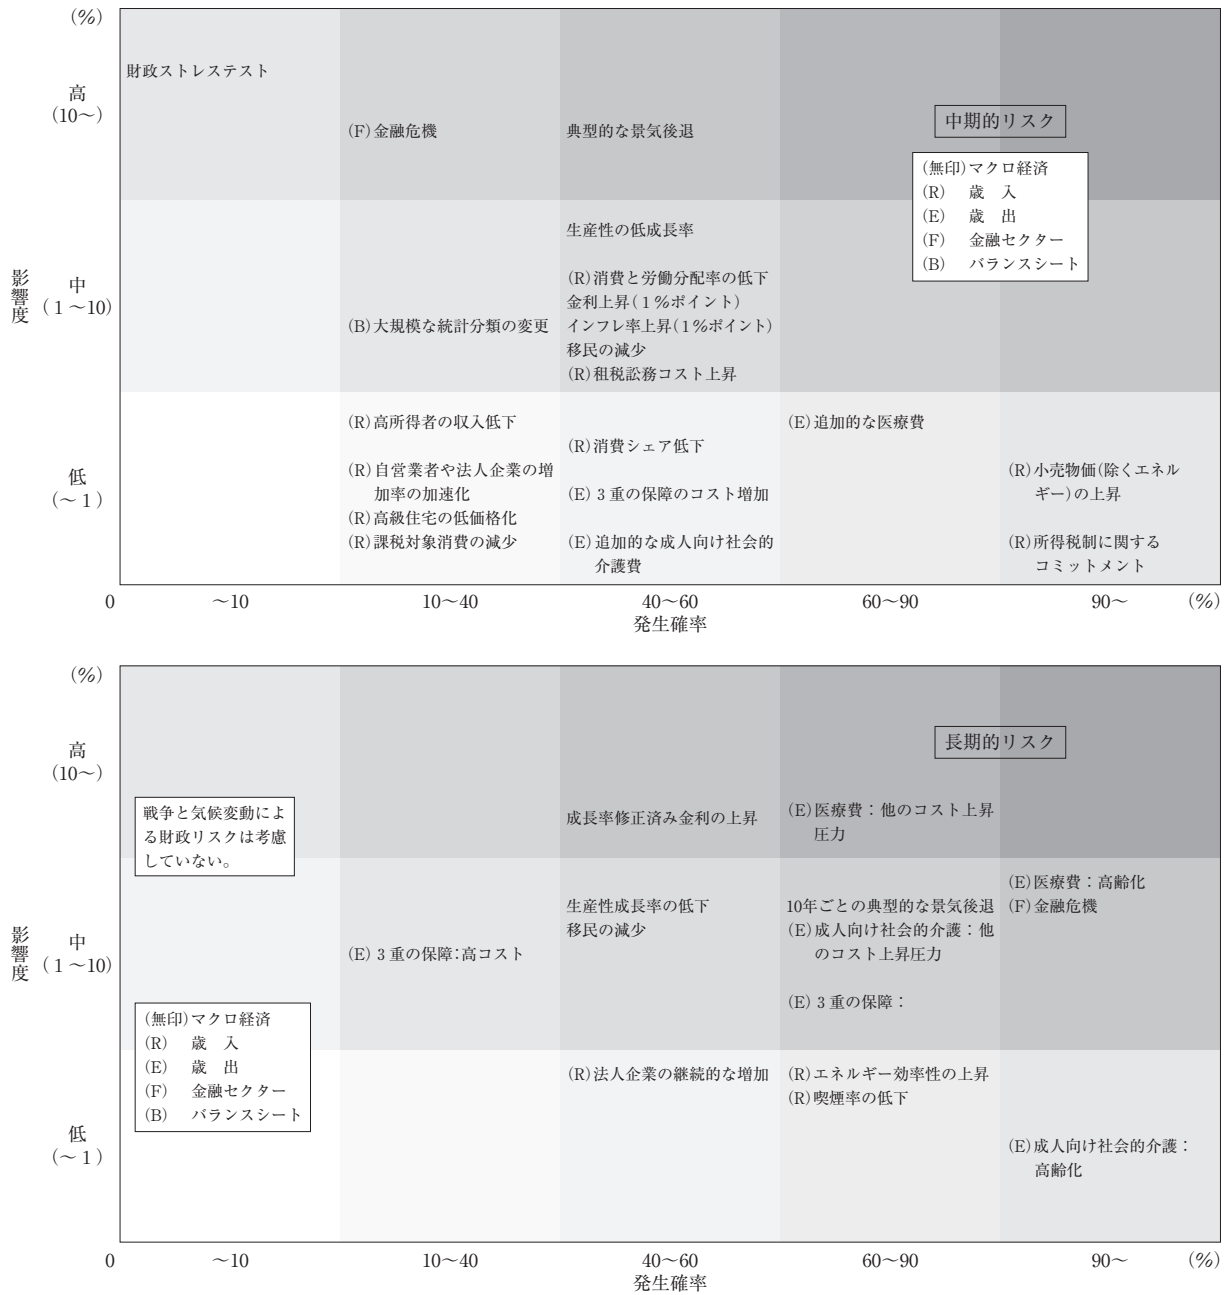 (%)
財政ストレステスト
高
(10~)
(F)金融危機
典型的な景気後退
中期的リスク
(無印)マクロ経済
(R) 歳 入
(E) 歳 出
(F) 金融セクター
(B) バランスシート
生産性の低成長率
(R)消費と労働分配率の低下
金利上昇(1%ポイント)
インフレ率上昇(1%ポイント)
移民の減少
(R)租税訟務コスト上昇
影響度
中
(1~10)
(B)大規模な統計分類の変更
(R)高所得者の収入低下
(R)自営業者や法人企業の増
加率の加速化
(R)高級住宅の低価格化
(R)課税対象消費の減少
(R)消費シェア低下
(E)3重の保障のコスト増加
(E)追加的な成人向け社会的
介護費
(E)追加的な医療費
(R)小売物価(除くエネル
ギー)の上昇
(R)所得税制に関する
コミットメント
低
(~1)
0 ~10 10~40 40~60 60~90 90~ (%)
発生確率
(%)
高
(10~)
長期的リスク
戦争と気候変動によ
る財政リスクは考慮
していない。
成長率修正済み金利の上昇
(E)医療費:他のコスト上昇
圧力
影響度
中
(1~10)
(E)3重の保障:高コスト
生産性成長率の低下
移民の減少
10年ごとの典型的な景気後退
(E)成人向け社会的介護:他
のコスト上昇圧力
(E)3重の保障:
(E)医療費:高齢化
(F)金融危機
(無印)マクロ経済
(R) 歳 入
(E) 歳 出
(F) 金融セクター
(B) バランスシート
低
(~1)
(R)法人企業の継続的な増加
(R)エネルギー効率性の上昇
(R)喫煙率の低下
(E)成人向け社会的介護:
高齢化
0 ~10 10~40 40~60 60~90 90~ (%)
発生確率